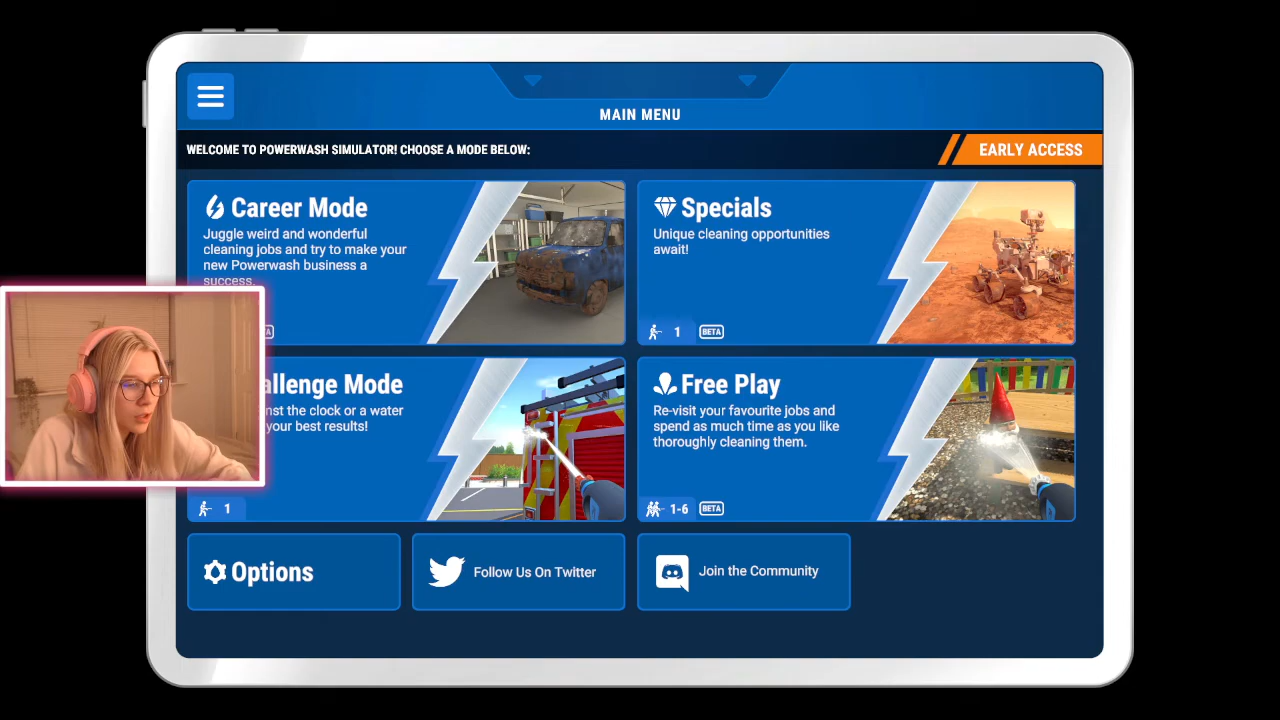 MAIN MENU
WELCOME TO POWERWASH SIMULATOR! CHOOSE A MODE BELOW:
EARLY ACCESS
Career Mode
Juggle weird and wonderful
cleaning jobs and try to make your
new Powerwash business a
success.
Specials
Unique cleaning opportunities
await!
1
BETA
allenge Mode
nst the clock or a water
your best results!
1
Free Play
Re-visit your favourite jobs and
spend as much time as you like
thoroughly cleaning them.
1-6
BETA
Options
Follow Us On Twitter
Join the Community